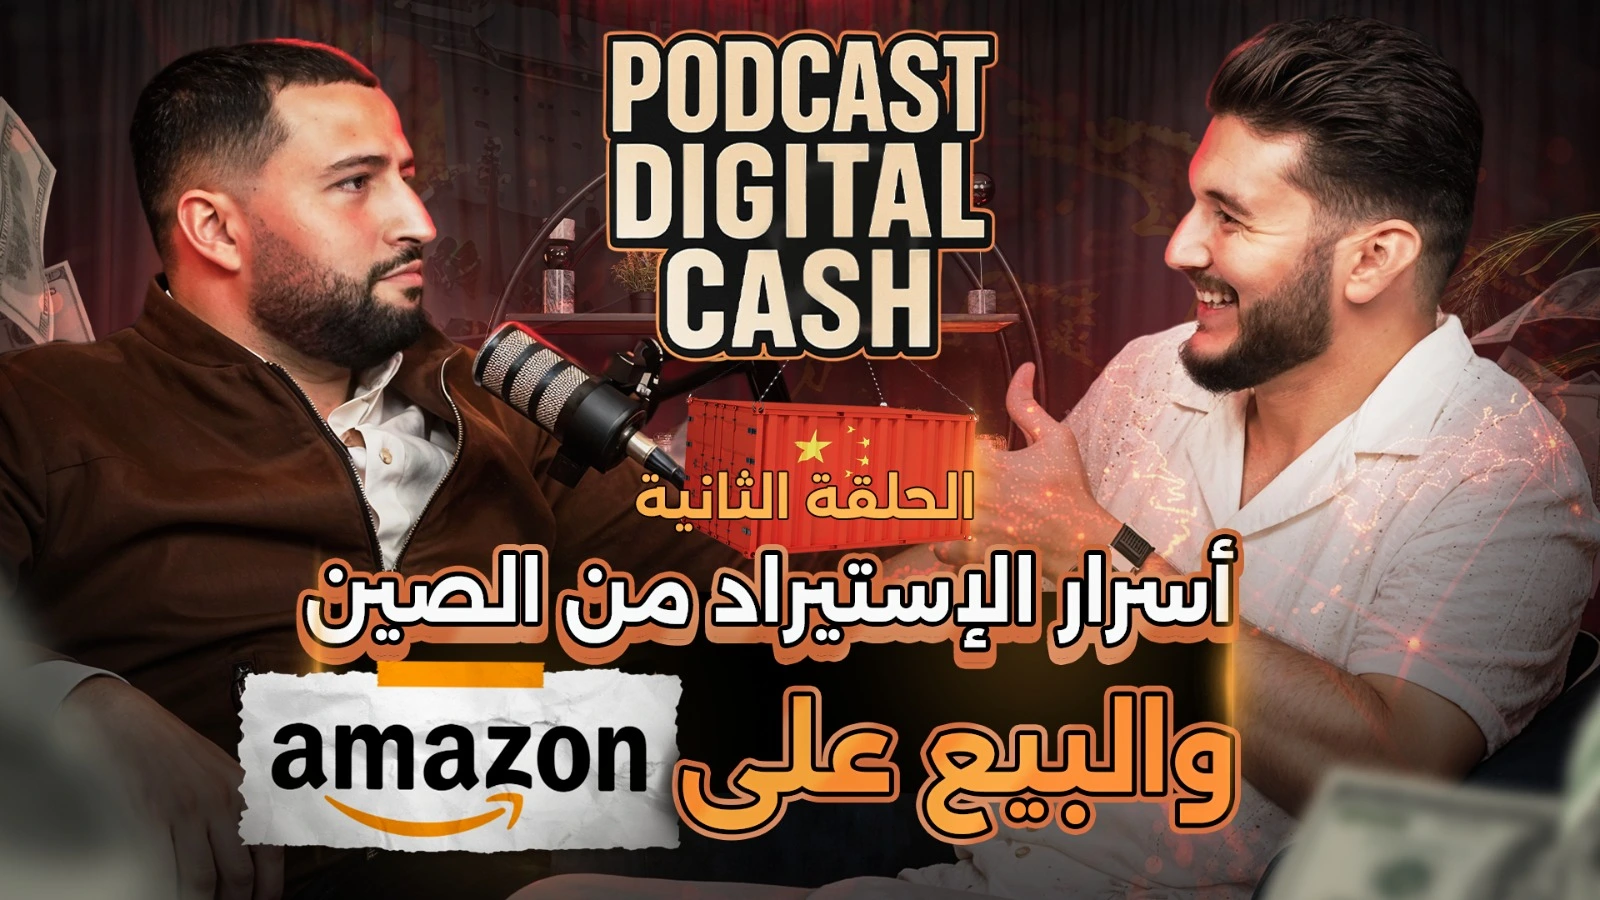 PODCAST
DIGITAL
CASH
الحلقة الثانية
أسرار الإستيراد من الصين
والبيع على amazon